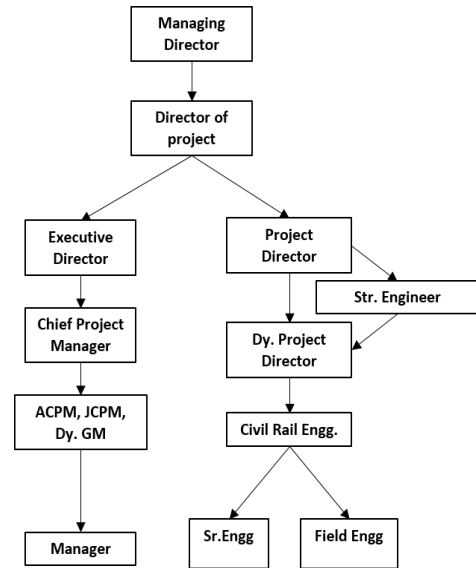 Managing
Director
Director of
project
Executive
Director
Project
Director
Str. Engineer
Chief Project
Manager
Dy. Project
Director
ACPM, JCPM,
Dy. GM
Civil Rail Engg.
Manager
Sr.Engg
Field Engg